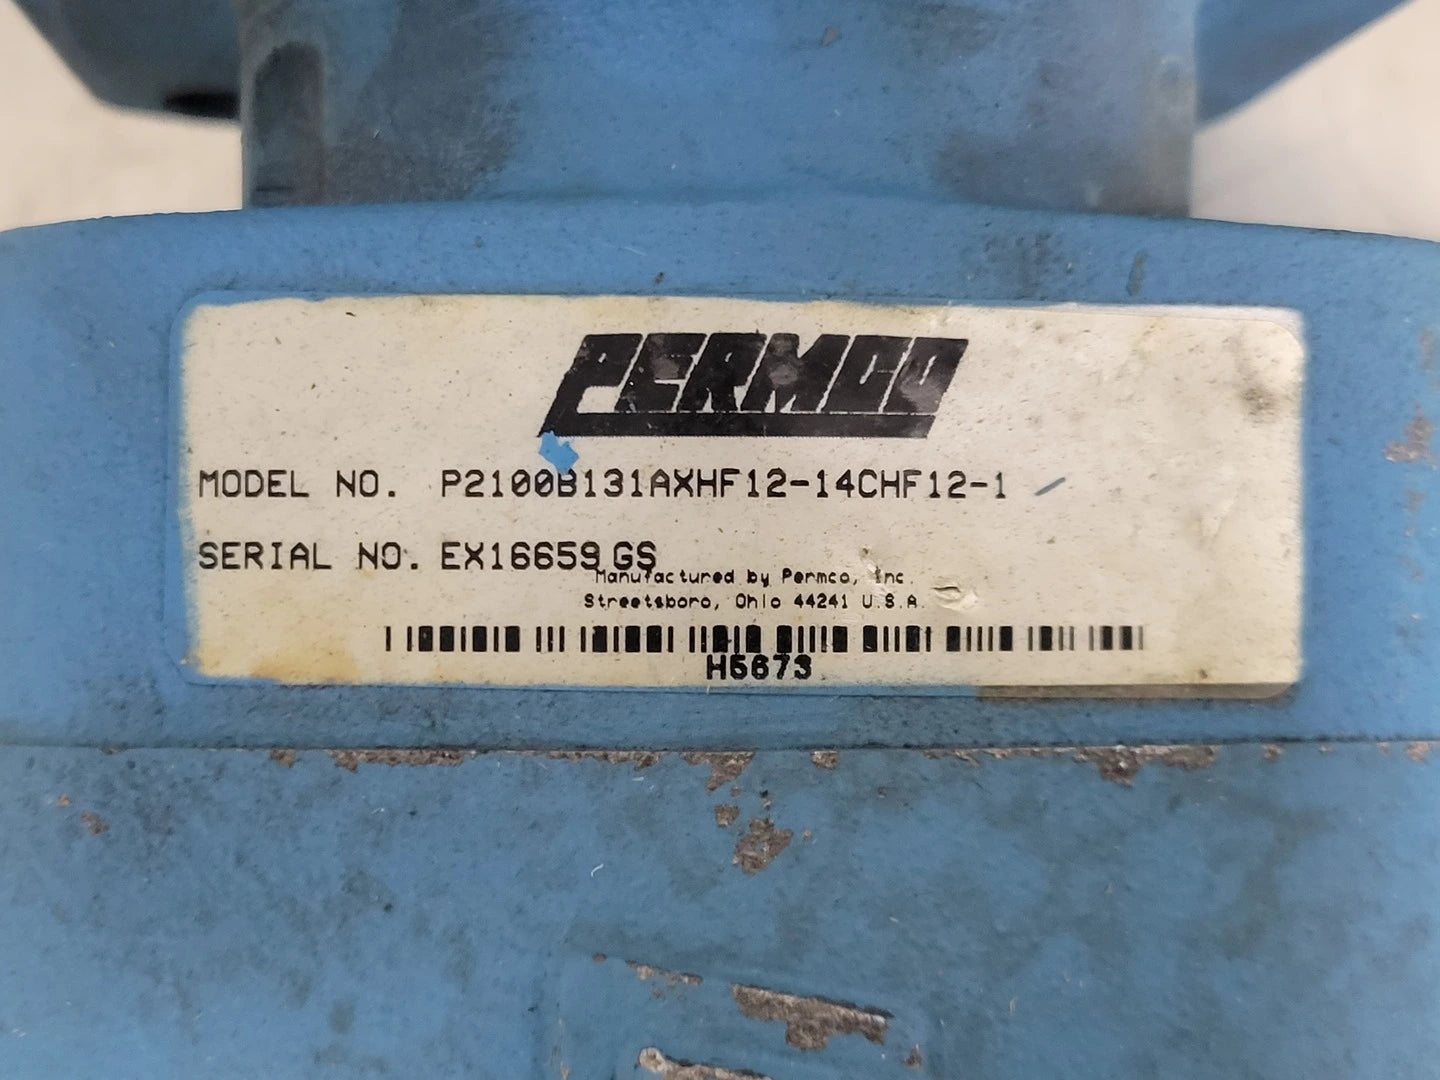 PERMCO
MODEL NO. P2100B131AXHF12-14CHF12-1
SERIAL NO. EX16659 GS
Manufactured by Permco, Inc.
Streetsboro, Ohio 44241 U.S.A.
H5673